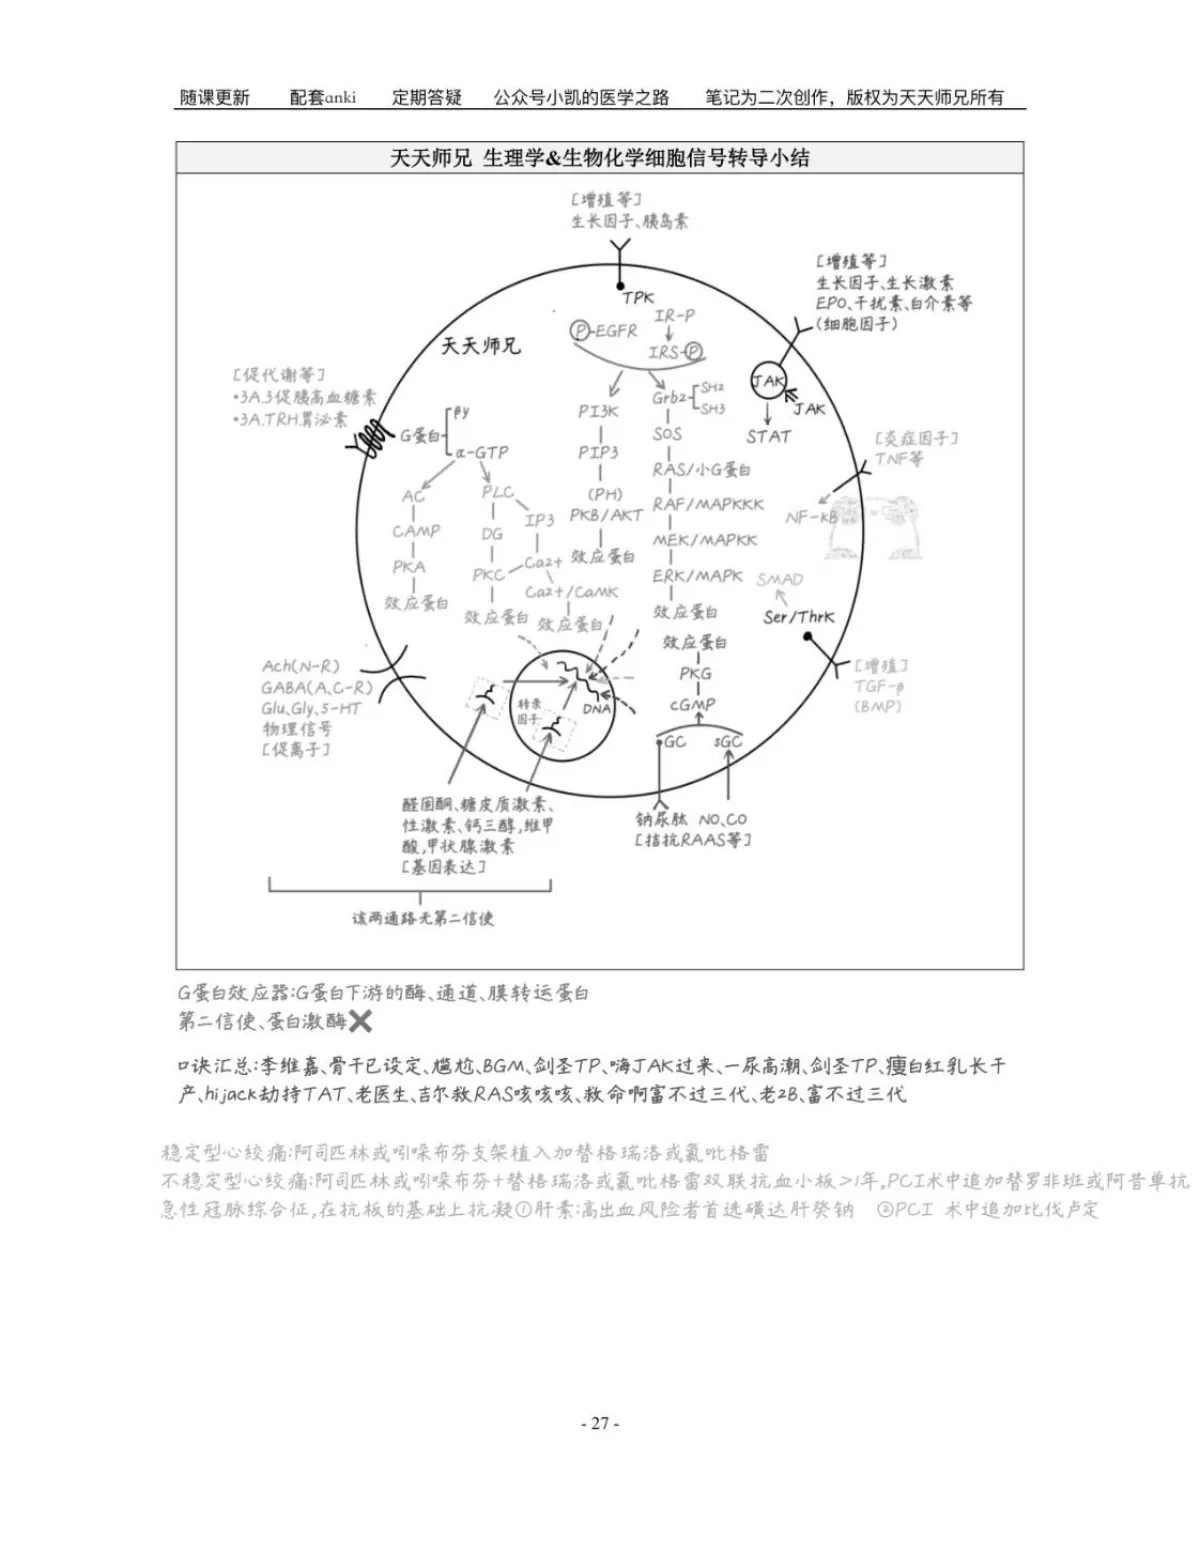 随课更新 配套anki 定期答疑 公众号小凯的医学之路 笔记为二次创作，版权为天天师兄所有
天天师兄 生理学&生物化学细胞信号转导小结
[增殖等]
生长因子、胰岛素
TPK
IR-P
P-EGFR
IRS-P
天天师兄
[增殖等]
生长因子、生长激素
EPO、干扰素、白介素等
(细胞因子)
JAK
JAK
STAT
[促代谢等]
•3A.3促胰高血糖素
•3A.TRH.胃泌素
G蛋白
βγ
α-GTP
AC
CAMP
PKA
效应蛋白
PLC
DG
PKC
效应蛋白
IP3
Ca2+
Ca2+/CaMK
效应蛋白
PI3K
PIP3
(PH)
PKB/AKT
效应蛋白
Grb2
SH2
SH3
SOS
RAS/小G蛋白
RAF/MAPKKK
MEK/MAPKK
ERK/MAPK
效应蛋白
[炎症因子]
TNF等
NF-κB
SMAD
Ser/ThrK
[增殖]
TGF-β
(BMP)
效应蛋白
PKG
cGMP
GC sGC
钠尿肽 NO、CO
[拮抗RAAS等]
Ach(N-R)
GABA(A、C-R)
Glu、Gly、5-HT
物理信号
[促离子]
转录
因子
DNA
醛固酮、糖皮质激素、
性激素、钙三醇,维甲
酸,甲状腺激素
[基因表达]
该两通路无第二信使
G蛋白效应器:G蛋白下游的酶、通道、膜转运蛋白
第二信使、蛋白激酶❌
口诀汇总:李维嘉、骨干已设定、尴尬、BGM、剑圣TP、嗨JAK过来、一尿高潮、剑圣TP、瘦白红乳长干
产、hijack劫持TAT、老医生、吉尔救RAS咳咳咳、救命啊富不过三代、老2B、富不过三代
稳定型心绞痛:阿司匹林或吲哚布芬支架植入加替格瑞洛或氯吡格雷
不稳定型心绞痛:阿司匹林或吲哚布芬+替格瑞洛或氯吡格雷双联抗血小板>1年。PCI术中追加替罗非班或阿昔单抗
急性冠脉综合征,在抗板的基础上抗凝①肝素:高出血风险者首选磺达肝癸钠 ②PCI 术中追加比伐卢定
- 27 -